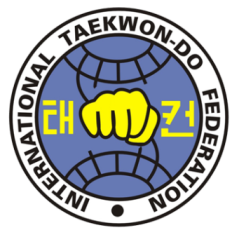 INTERNATIONAL TAEKWON-DO FEDERATION
태 권